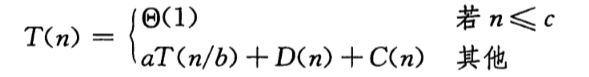 T(n) = { Θ(1) 若 n ≤ c
aT(n/b) + D(n) + C(n) 其他